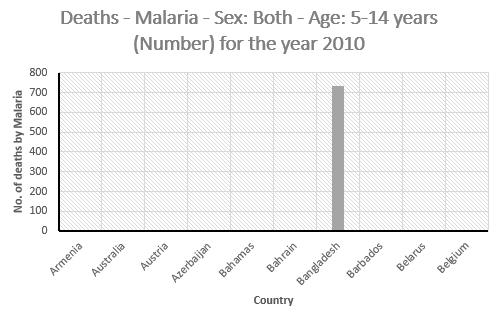 Deaths - Malaria - Sex: Both - Age: 5-14 years
(Number) for the year 2010
800
700
600
500
400
300
200
100
0
No. of deaths by Malaria
Armenia
Australia
Austria
Azerbaijan
Bahamas
Bahrain
Bangladesh
Barbados
Belarus
Belgium
Country